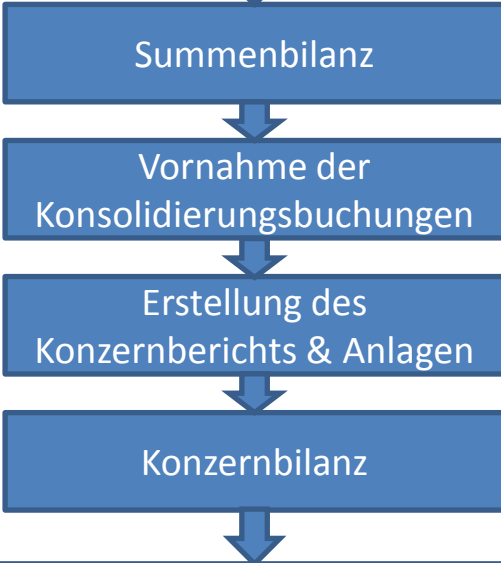 Summenbilanz
Vornahme der
Konsolidierungsbuchungen
Erstellung des
Konzernberichts & Anlagen
Konzernbilanz